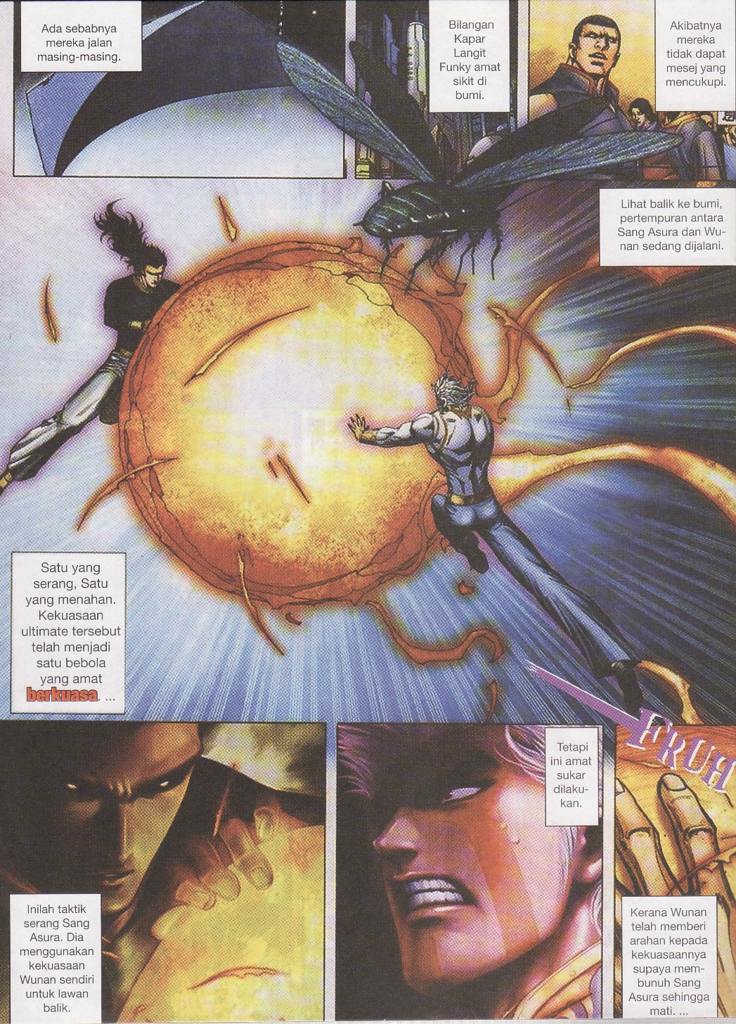 Ada sebabnya
mereka jalan
masing-masing.
Bilangan
Kapar
Langit
Funky amat
sikit di
bumi.
Akibatnya
mereka
tidak dapat
mesej yang
mencukupi.
Lihat balik ke bumi,
pertempuran antara
Sang Asura dan Wu-
nan sedang dijalani.
Satu yang
serang, Satu
yang menahan.
Kekuasaan
ultimate tersebut
telah menjadi
satu bebola
yang amat
berkuasa. ...
FRUH
Tetapi
ini amat
sukar
dilaku-
kan.
Inilah taktik
serang Sang
Asura. Dia
menggunakan
kekuasaan
Wunan sendiri
untuk lawan
balik.
Kerana Wunan
telah memberi
arahan kepada
kekuasaannya
supaya mem-
bunuh Sang
Asura sehingga
mati. ...